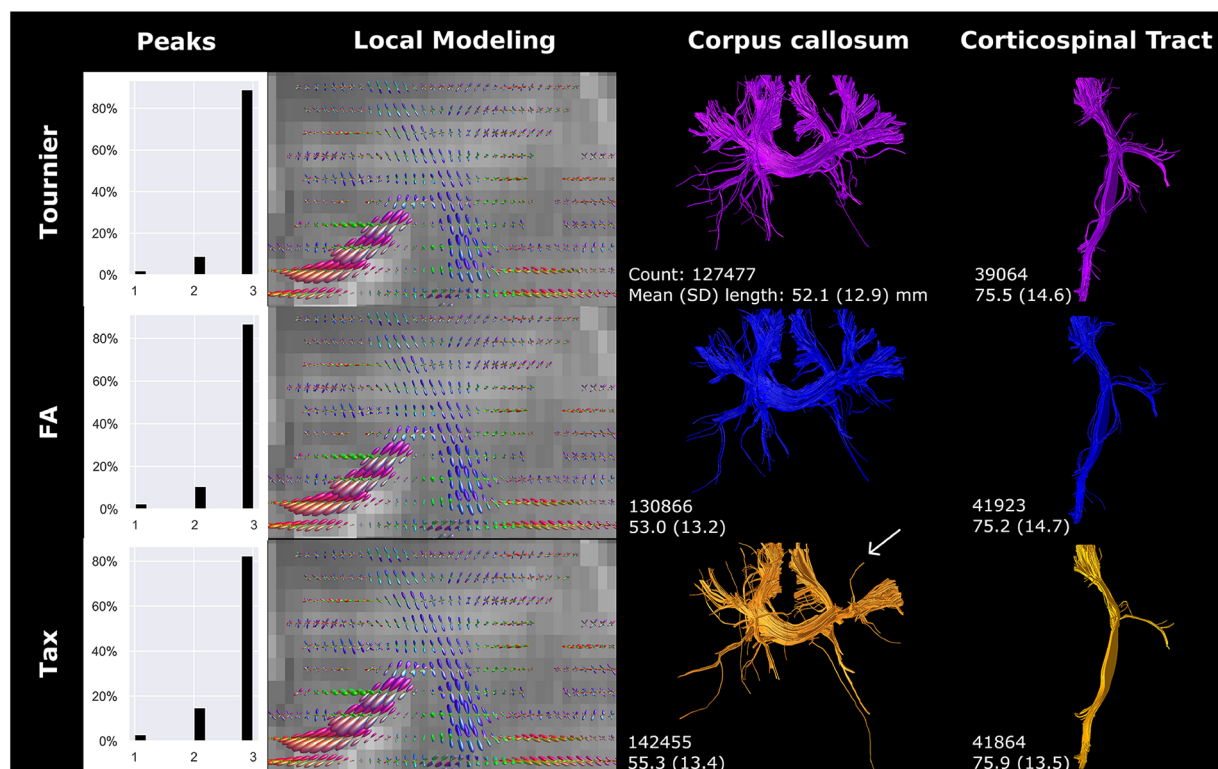 Peaks
Local Modeling
Corpus callosum
Corticospinal Tract
Tournier
80%
60%
40%
20%
0%
1 2 3
Count: 127477
Mean (SD) length: 52.1 (12.9) mm
39064
75.5 (14.6)
FA
80%
60%
40%
20%
0%
1 2 3
130866
53.0 (13.2)
41923
75.2 (14.7)
Tax
80%
60%
40%
20%
0%
1 2 3
142455
55.3 (13.4)
41864
75.9 (13.5)